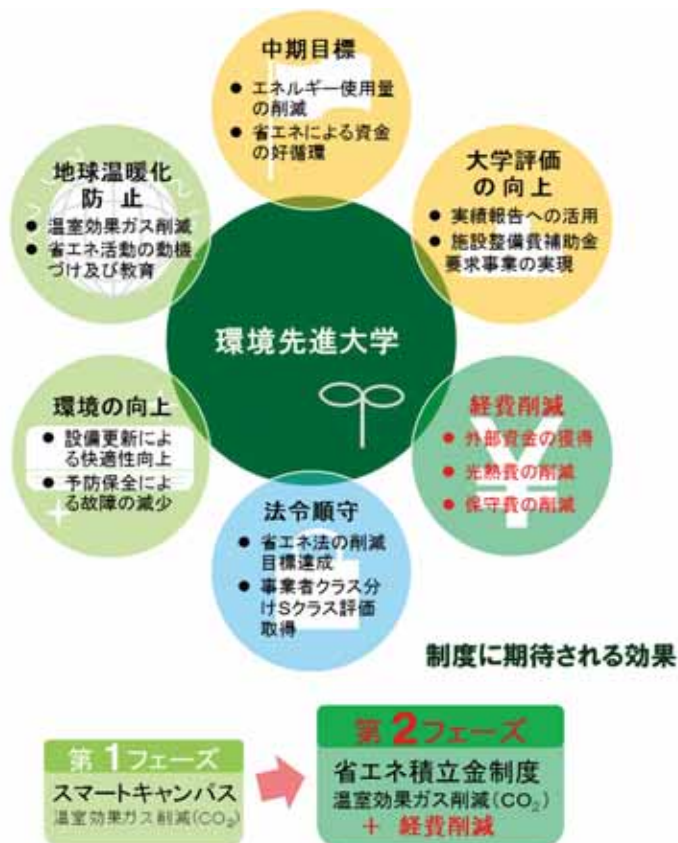 中期目標
● エネルギー使用量
の削減
● 省エネによる資金
の好循環
大学評価
の向上
● 実績報告への活用
● 施設整備費補助金
要求事業の実現
地球温暖化
防止
● 温室効果ガス削減
● 省エネ活動の動機
づけ及び教育
環境先進大学
環境の向上
● 設備更新によ
る快適性向上
● 予防保全によ
る故障の減少
経費削減
● 外部資金の獲得
● 光熱費の削減
● 保守費の削減
法令順守
● 省エネ法の削減
目標達成
● 事業者クラス分
けSクラス評価
取得
制度に期待される効果
第1フェーズ
スマートキャンパス
温室効果ガス削減(CO₂)
第2フェーズ
省エネ積立金制度
温室効果ガス削減(CO₂)
+ 経費削減